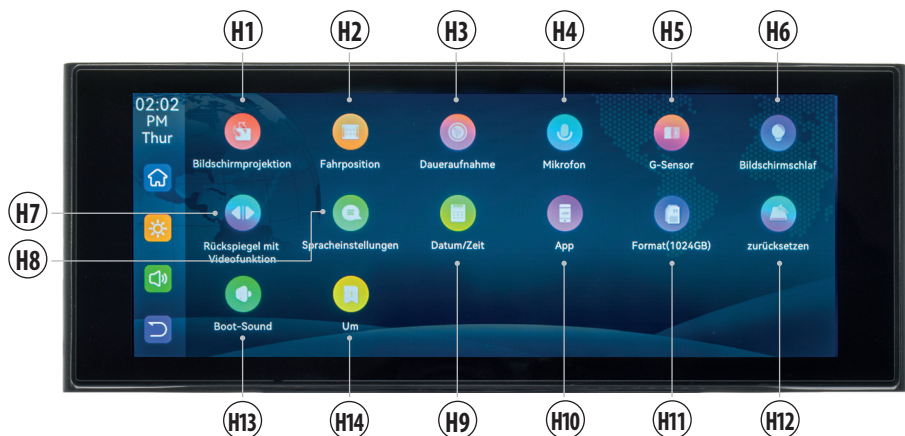 H1 H2 H3 H4 H5 H6
02:02
PM
Thur
Bildschirmprojektion Fahrposition Daueraufnahme Mikrofon G-Sensor Bildschirmschlaf
H7
H8
Rückspiegel mit
Videofunktion
Spracheinstellungen Datum/Zeit App Format(1024GB) zurücksetzen
Boot-Sound Um
H13 H14 H9 H10 H11 H12